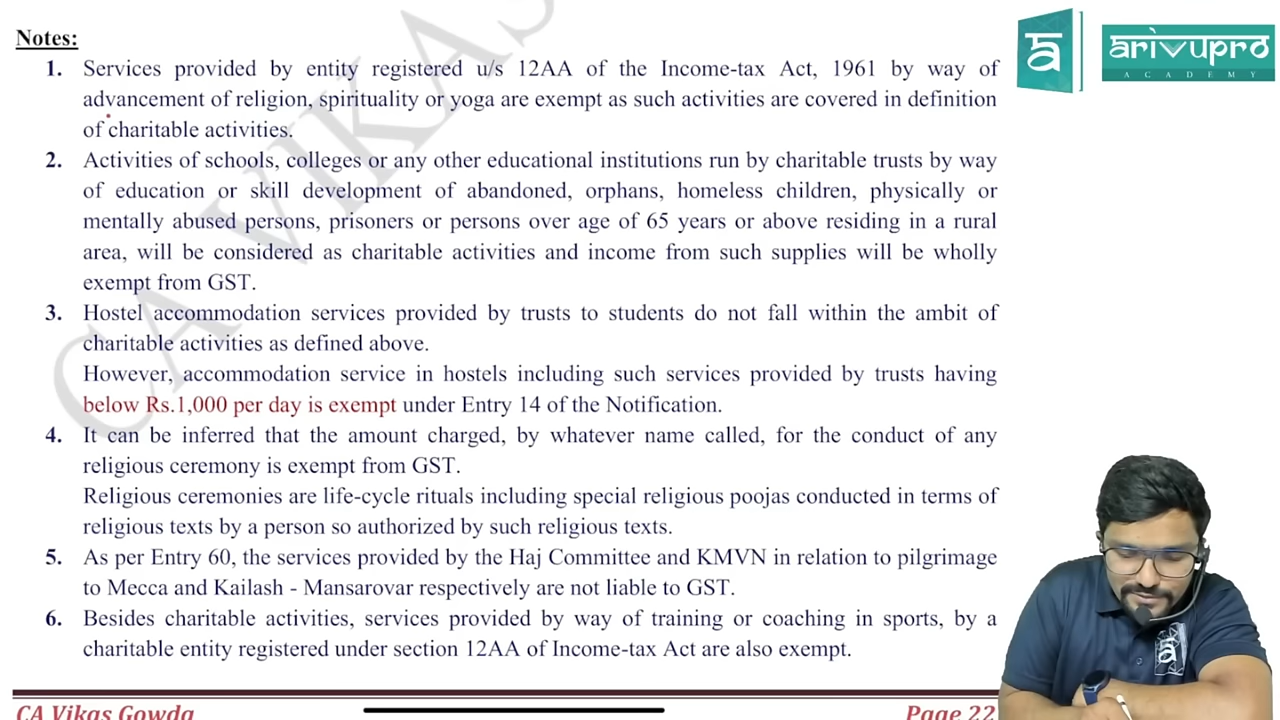 Notes:
1. Services provided by entity registered u/s 12AA of the Income-tax Act, 1961 by way of
advancement of religion, spirituality or yoga are exempt as such activities are covered in definition
of charitable activities.
2. Activities of schools, colleges or any other educational institutions run by charitable trusts by way
of education or skill development of abandoned, orphans, homeless children, physically or
mentally abused persons, prisoners or persons over age of 65 years or above residing in a rural
area, will be considered as charitable activities and income from such supplies will be wholly
exempt from GST.
3. Hostel accommodation services provided by trusts to students do not fall within the ambit of
charitable activities as defined above.
However, accommodation service in hostels including such services provided by trusts having
below Rs.1,000 per day is exempt under Entry 14 of the Notification.
4. It can be inferred that the amount charged, by whatever name called, for the conduct of any
religious ceremony is exempt from GST.
Religious ceremonies are life-cycle rituals including special religious poojas conducted in terms of
religious texts by a person so authorized by such religious texts.
5. As per Entry 60, the services provided by the Haj Committee and KMVN in relation to pilgrimage
to Mecca and Kailash - Mansarovar respectively are not liable to GST.
6. Besides charitable activities, services provided by way of training or coaching in sports, by a
charitable entity registered under section 12AA of Income-tax Act are also exempt.
CA Vikas Gowda
Page 22
CA VIKAS
arivupro
ACADEMY